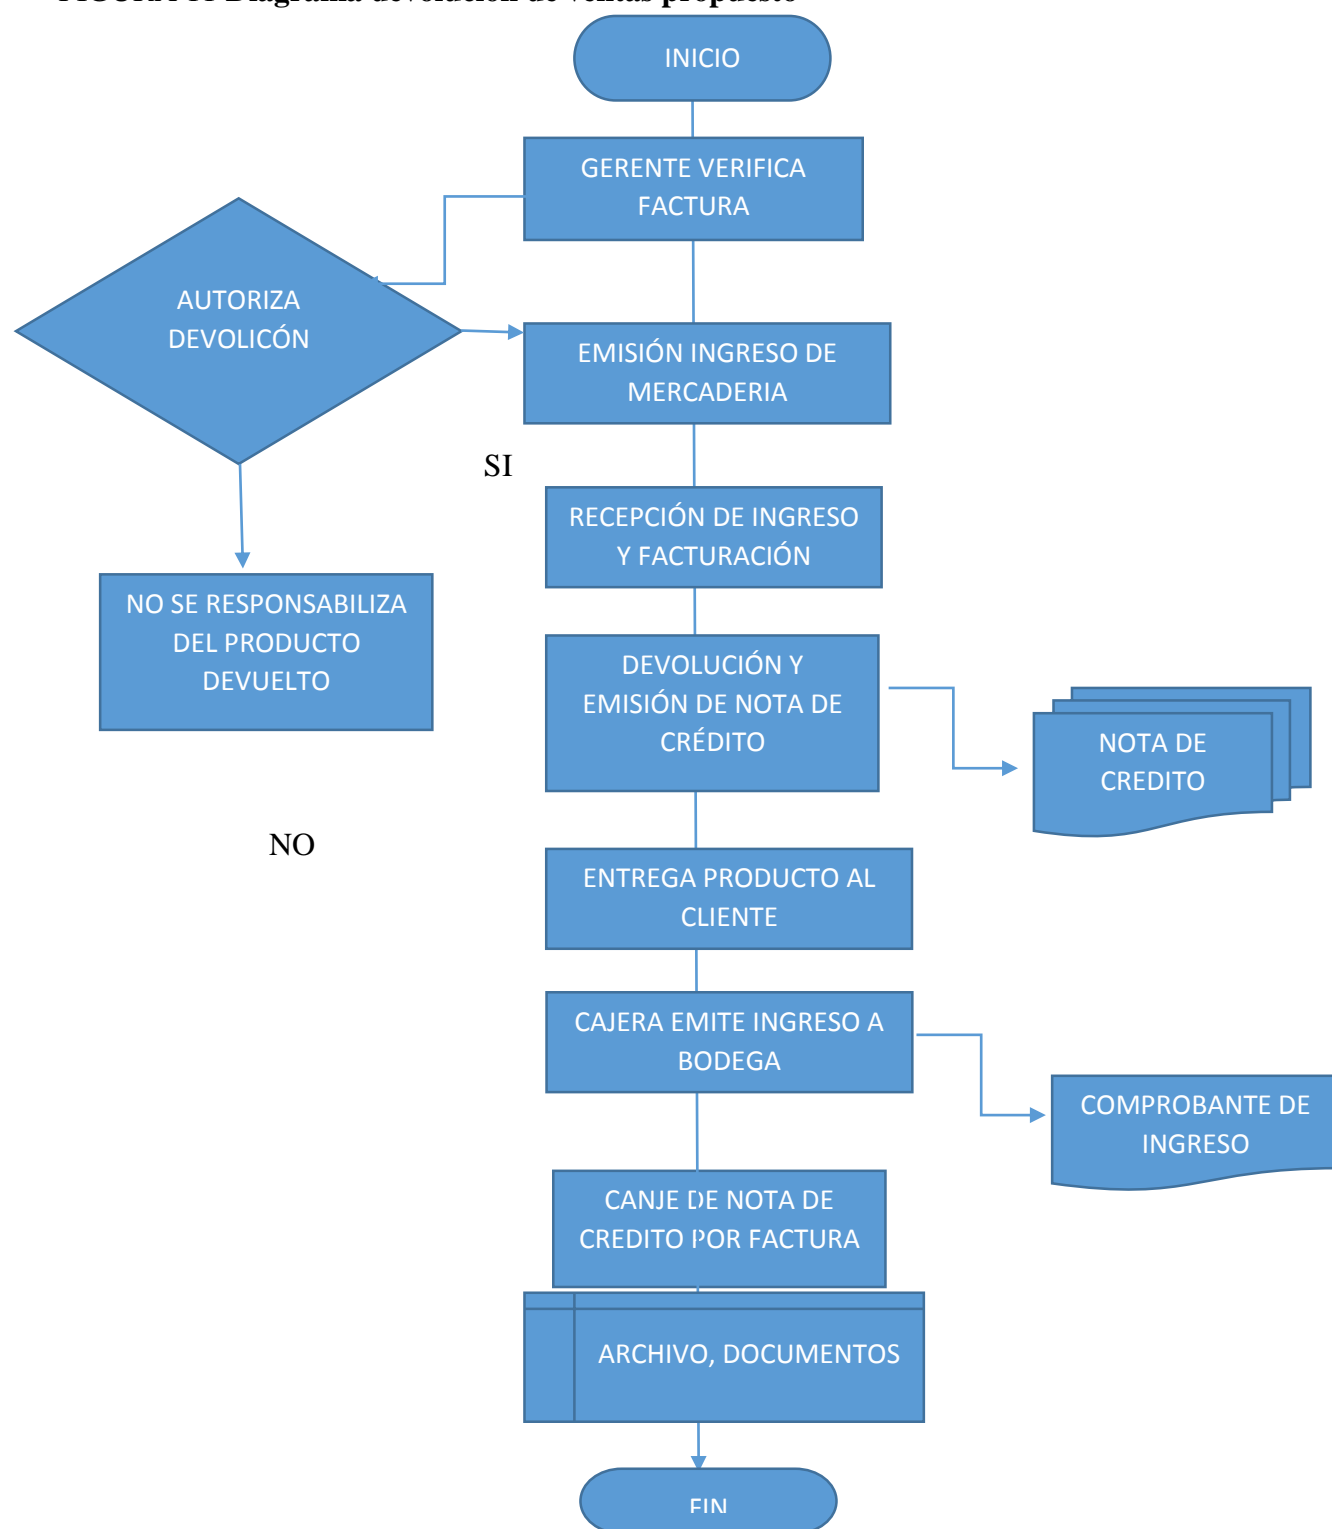 INICIO
GERENTE VERIFICA
FACTURA
AUTORIZA
DEVOLICÓN
EMISIÓN INGRESO DE
MERCADERIA
SI
RECEPCIÓN DE INGRESO
Y FACTURACIÓN
NO SE RESPONSABILIZA
DEL PRODUCTO
DEVUELTO
DEVOLUCIÓN Y
EMISIÓN DE NOTA DE
CRÉDITO
NOTA DE
CREDITO
NO
ENTREGA PRODUCTO AL
CLIENTE
CAJERA EMITE INGRESO A
BODEGA
COMPROBANTE DE
INGRESO
CANJE DE NOTA DE
CREDITO POR FACTURA
ARCHIVO, DOCUMENTOS
FIN